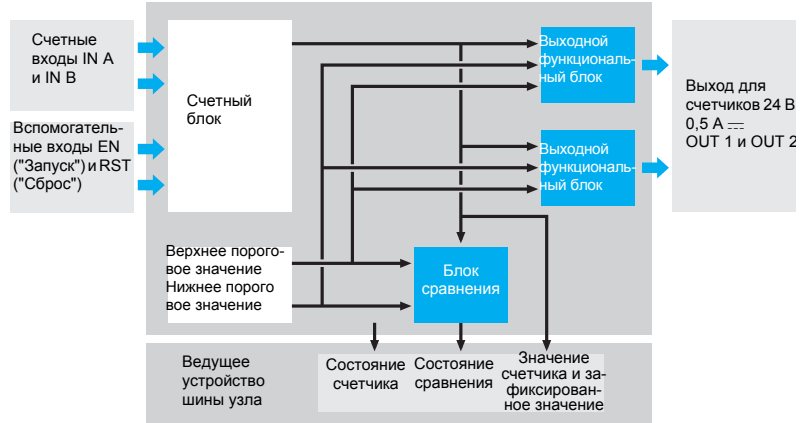 Счетные
входы IN A
и IN B
Вспомогатель-
ные входы EN
("Запуск") и RST
("Сброс")
Счетный
блок
Выходной
функциональ-
ный блок
Выходной
функциональ-
ный блок
Выход для
счетчиков 24 В
0,5 A
OUT 1 и OUT 2
Верхнее порого-
вое значение
Нижнее порого
вое значение
Блок
сравнения
Ведущее
устройство
шины узла
Состояние
счетчика
Состояние
сравнения
Значение
счетчика и за-
фиксирован-
ное значение